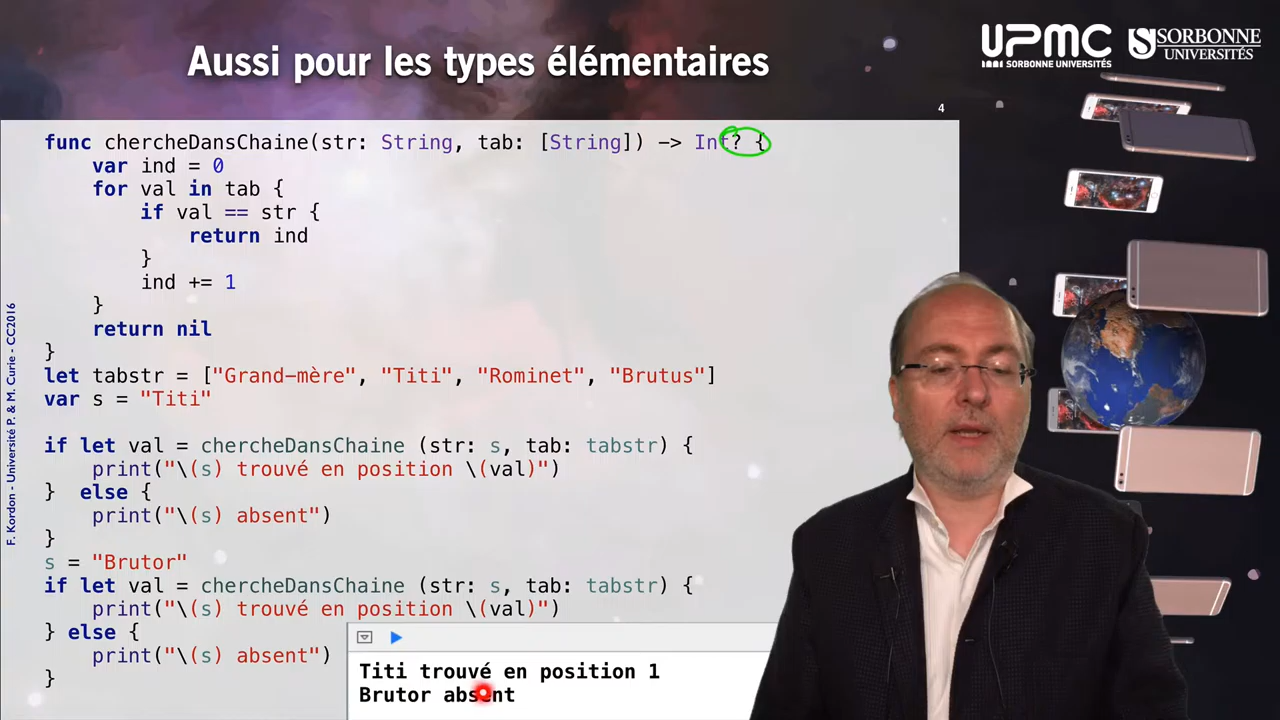 Aussi pour les types élémentaires
UPMC
SORBONNE UNIVERSITÉS
SORBONNE
UNIVERSITÉS
4
func chercheDansChaine(str: String, tab: [String]) -> Int? {
var ind = 0
for val in tab {
if val == str {
return ind
}
ind += 1
}
return nil
}
let tabstr = ["Grand-mère", "Titi", "Rominet", "Brutus"]
var s = "Titi"
if let val = chercheDansChaine (str: s, tab: tabstr) {
print("\(s) trouvé en position \(val)")
} else {
print("\(s) absent")
}
s = "Brutor"
if let val = chercheDansChaine (str: s, tab: tabstr) {
print("\(s) trouvé en position \(val)")
} else {
print("\(s) absent")
}
Titi trouvé en position 1
Brutor absent
F. Kordon - Université P. & M. Curie - CC2016